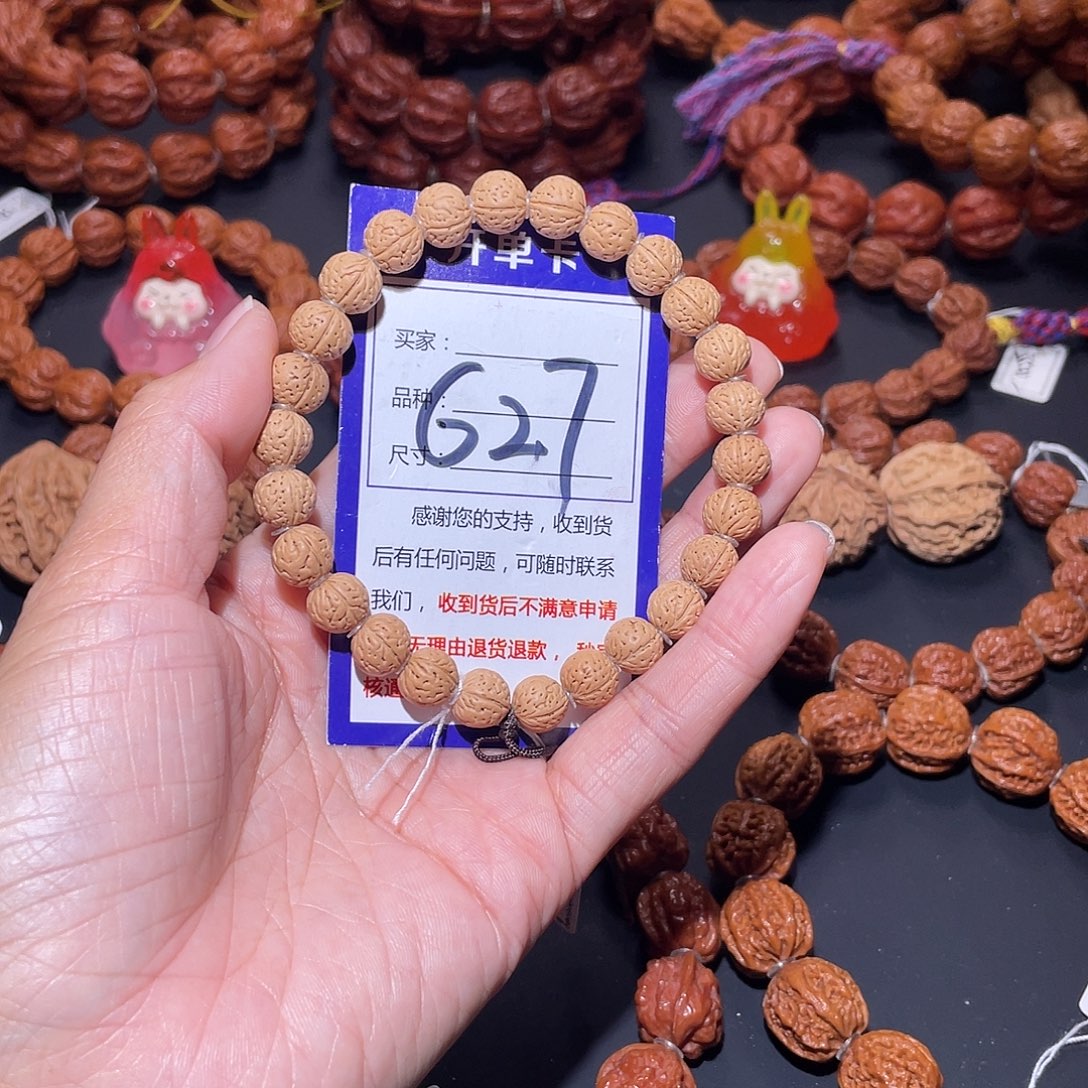 开单卡
买家：
品种：
尺寸：
627
感谢您的支持，收到货
后有任何问题，可随时联系
我们，收到货后不满意申请
无理由退货退款，
核通